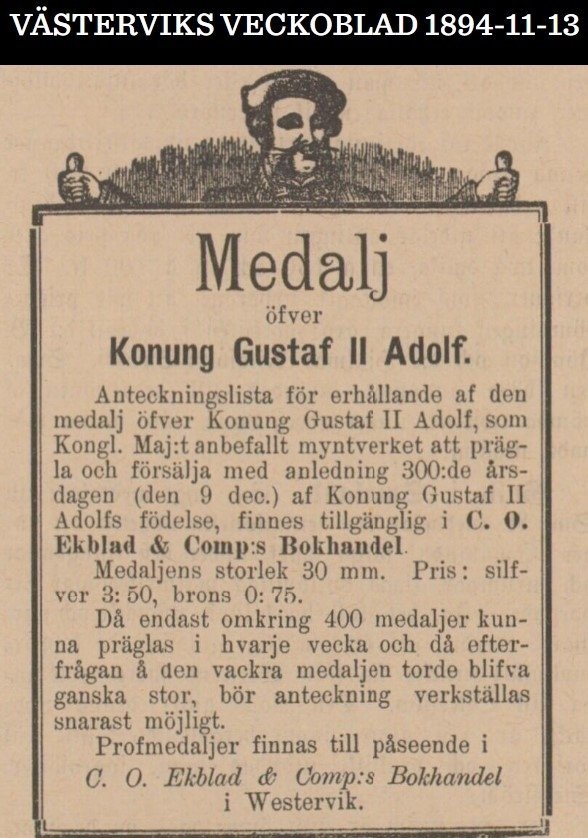 VÄSTERVIKS VECKOBLAD 1894-11-13
Medalj
öfver
Konung Gustaf II Adolf.
Anteckningslista för erhållande af den
medalj öfver Konung Gustaf II Adolf, som
Kongl. Maj:t anbefallt myntverket att präg-
la och försälja med anledning 300:de års-
dagen (den 9 dec.) af Konung Gustaf II
Adolfs födelse, finnes tillgänglig i C. O.
Ekblad & Comp:s Bokhandel.
Medaljens storlek 30 mm. Pris: silf-
ver 3: 50, brons 0: 75.
Då endast omkring 400 medaljer kun-
na präglas i hvarje vecka och då efter-
frågan å den vackra medaljen torde blifva
ganska stor, bör anteckning verkställas
snarast möjligt.
Profmedaljer finnas till påseende i
C. O. Ekblad & Comp:s Bokhandel
i Westervik.